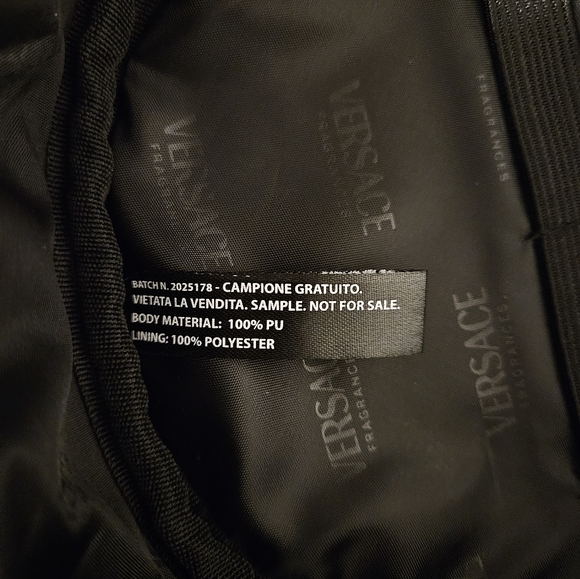 BATCH N. 2025178 - CAMPIONE GRATUITO.
VIETATA LA VENDITA. SAMPLE. NOT FOR SALE.
BODY MATERIAL: 100% PU
LINING: 100% POLYESTER
VERSACE
FRAGRANCES
VERSACE
FRAGRANCES
VERSACE
FRAGRANCES
FRAGRANCES